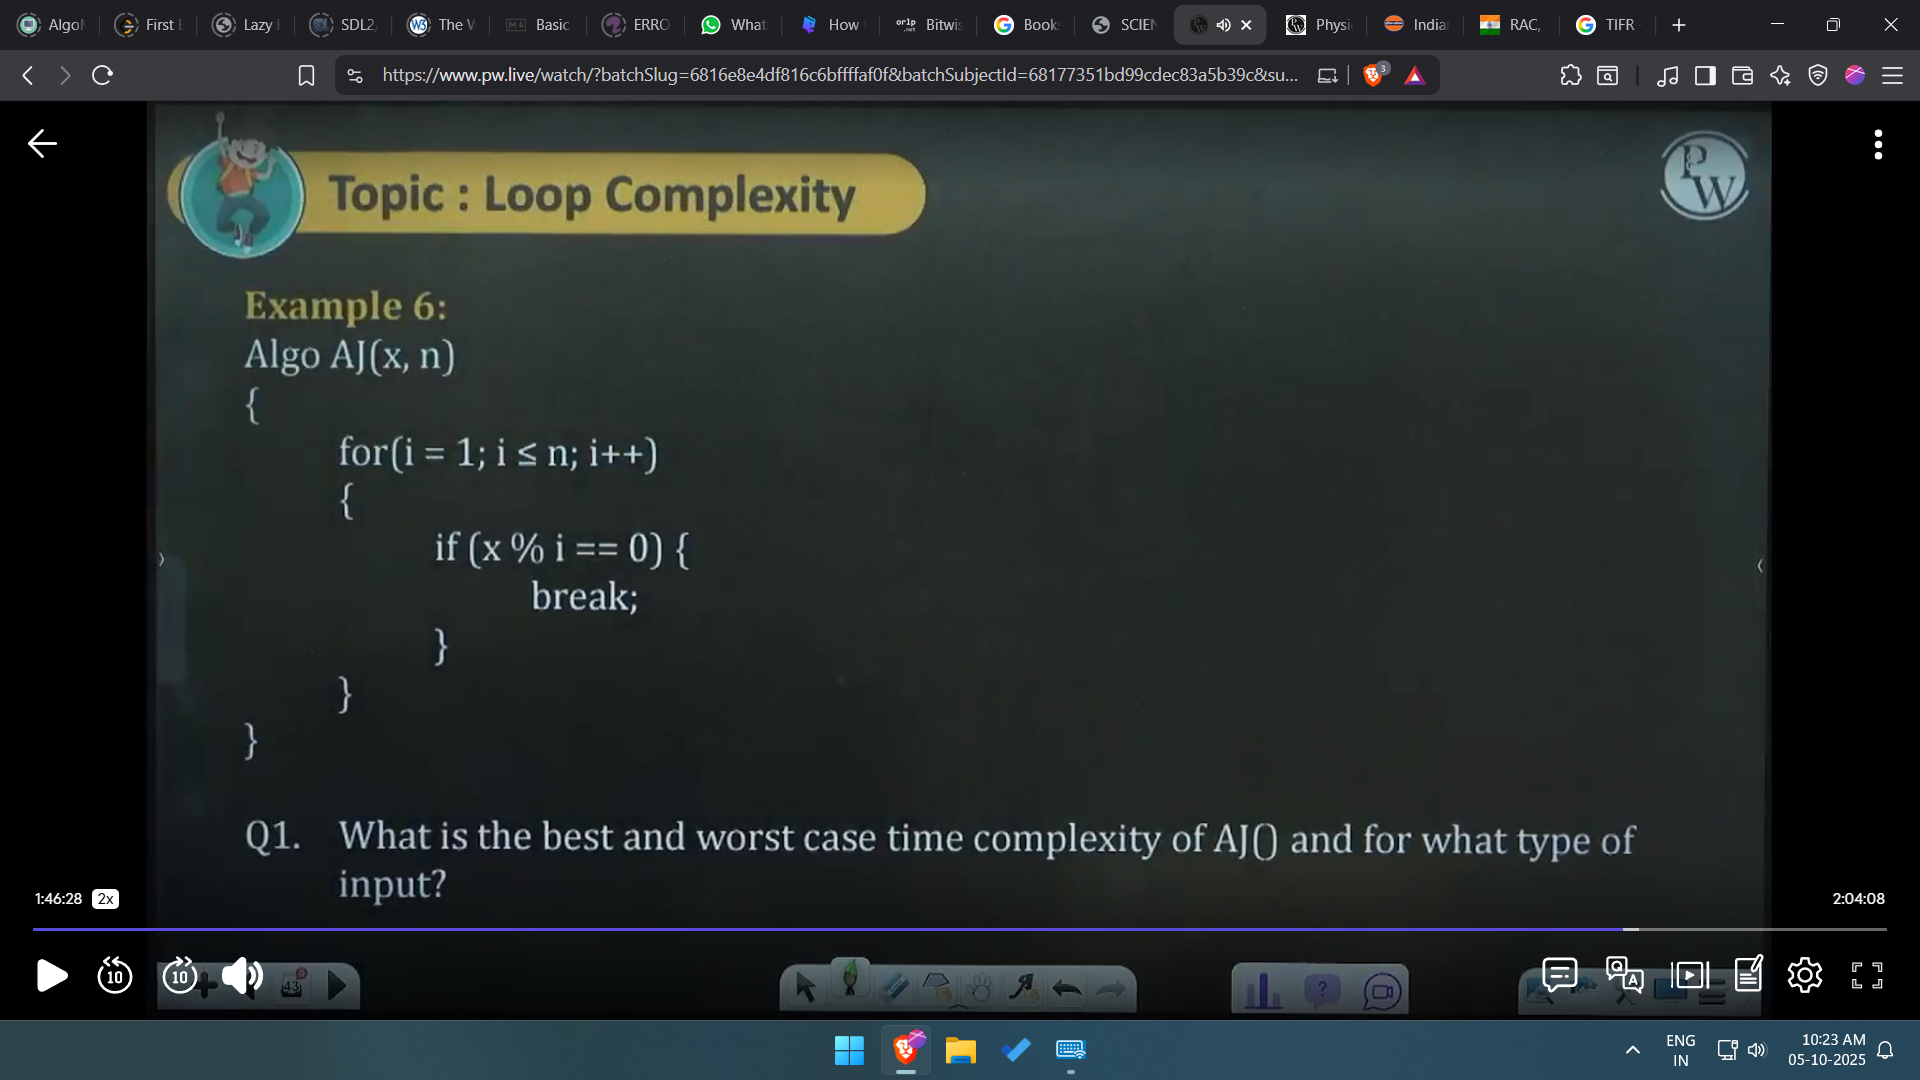 Algo
First E
Lazy
SDL2
The W
Basic
ERRO
What
How
Bitwis
Book
SCIEN
Physi
India
RAC,
TIFR
https://www.pw.live/watch/?batchSlug=6816e8e4df816c6bffffaf0f&batchSubjectId=68177351bd99cdec83a5b39c&su...
3
Topic : Loop Complexity
PW
Example 6:
Algo AJ(x, n)
{
for(i = 1; i ≤ n; i++)
{
if (x % i == 0) {
break;
}
}
}
Q1. What is the best and worst case time complexity of AJ() and for what type of
input?
1:46:28 2x
2:04:08
10
10
43
ENG
IN
10:23 AM
05-10-2025